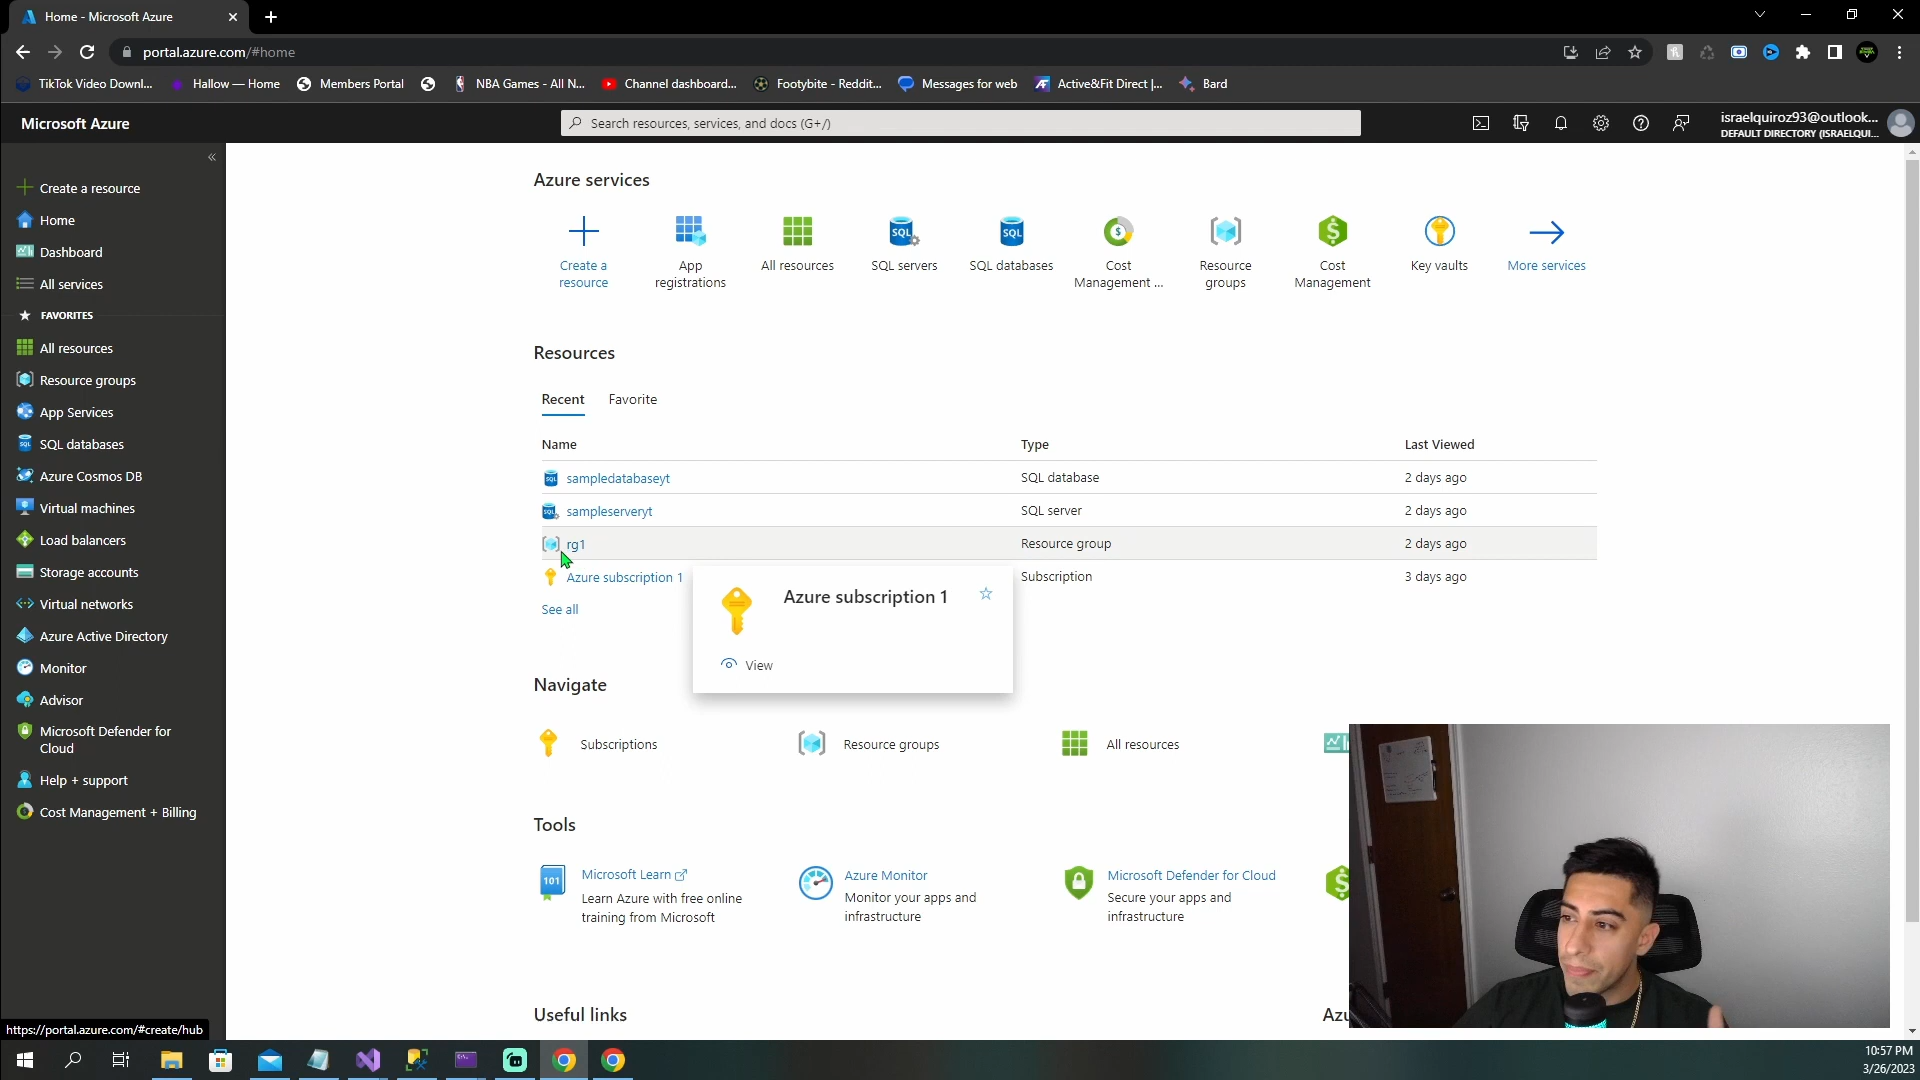 Home - Microsoft Azure
portal.azure.com/#home
TikTok Video Downl...
Hallow — Home
Members Portal
NBA Games - All N...
Channel dashboard...
Footybite - Reddit...
Messages for web
Active&Fit Direct |...
Bard
Microsoft Azure
Search resources, services, and docs (G+/)
israelquiroz93@outlook...
DEFAULT DIRECTORY (ISRAELQUI...
Create a resource
Home
Dashboard
All services
FAVORITES
All resources
Resource groups
App Services
SQL databases
Azure Cosmos DB
Virtual machines
Load balancers
Storage accounts
Virtual networks
Azure Active Directory
Monitor
Advisor
Microsoft Defender for
Cloud
Help + support
Cost Management + Billing
Azure services
Create a
resource
App
registrations
All resources
SQL servers
SQL databases
Cost
Management ...
Resource
groups
Cost
Management
Key vaults
More services
Resources
Recent
Favorite
Name
Type
Last Viewed
sampledatabaseyt
SQL database
2 days ago
sampleserveryt
SQL server
2 days ago
rg1
Resource group
2 days ago
Azure subscription 1
Subscription
3 days ago
See all
Azure subscription 1
View
Navigate
Subscriptions
Resource groups
All resources
Tools
101
Microsoft Learn
Learn Azure with free online
training from Microsoft
Azure Monitor
Monitor your apps and
infrastructure
Microsoft Defender for Cloud
Secure your apps and
infrastructure
Useful links
https://portal.azure.com/#create/hub
10:57 PM
3/26/2023